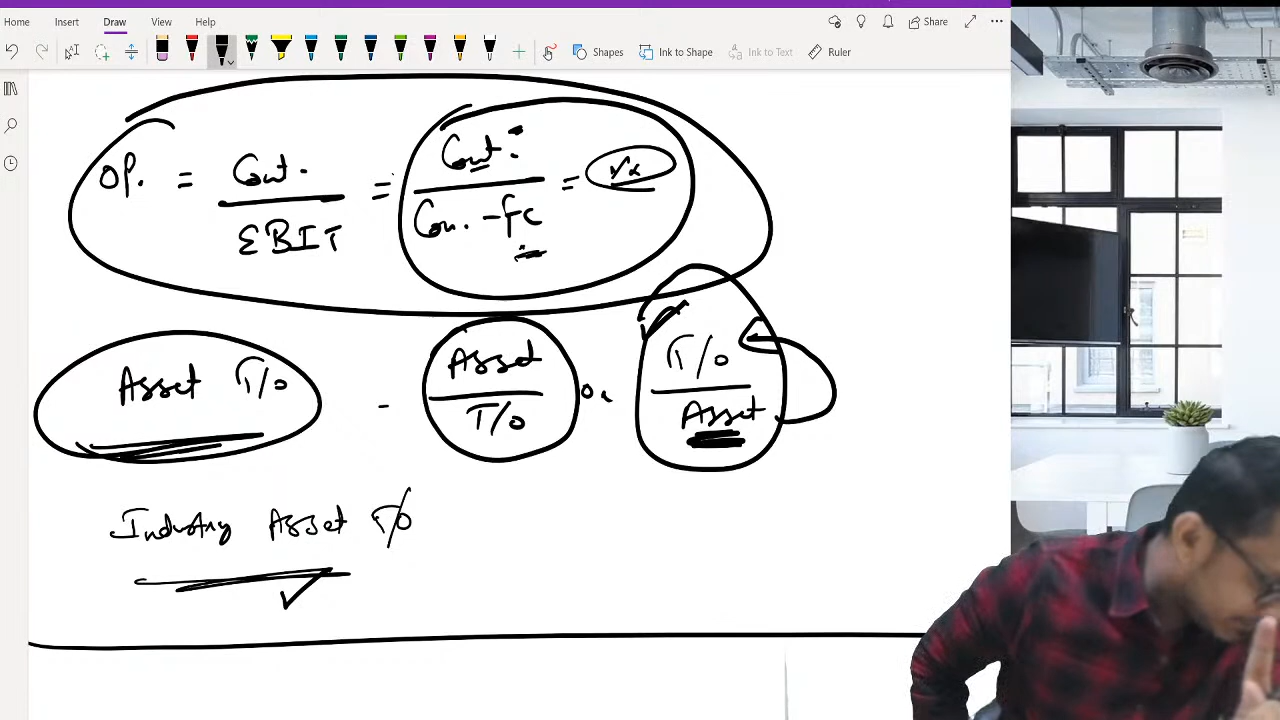 Home Insert Draw View Help Share
Shapes Ink to Shape Ink to Text Ruler
OP. = Cont. / EBIT = Cont. / Con. - FC =
Asset T/O - Asset / T/O Or T/O / Asset
Industry Asset T/O